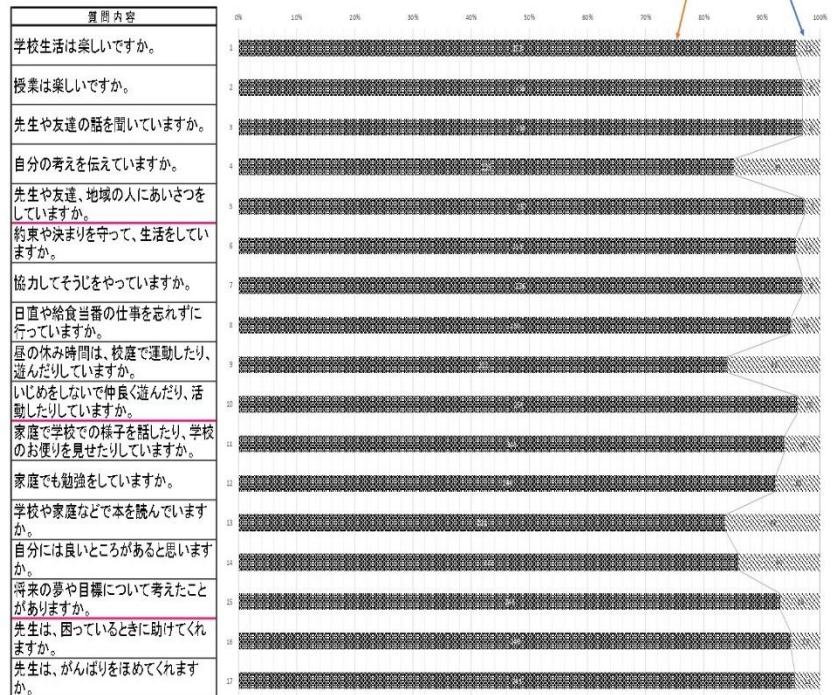 質問内容
0% 10% 20% 30% 40% 50% 60% 70% 80% 90% 100%
学校生活は楽しいですか。
1
授業は楽しいですか。
2
先生や友達の話を聞いていますか。
3
自分の考えを伝えていますか。
4
先生や友達、地域の人にあいさつを
していますか。
5
約束や決まりを守って、生活をしてい
ますか。
6
協力してそうじをやっていますか。
7
日直や給食当番の仕事を忘れずに
行っていますか。
8
昼の休み時間は、校庭で運動したり、
遊んだりしていますか。
9
いじめをしないで仲良く遊んだり、活
動したりしていますか。
10
家庭で学校での様子を話したり、学校
のお便りを見せたりしていますか。
11
家庭でも勉強をしていますか。
12
学校や家庭などで本を読んでいます
か。
13
自分には良いところがあると思います
か。
14
将来の夢や目標について考えたこと
がありますか。
15
先生は、困っているときに助けてくれ
ますか。
16
先生は、がんばりをほめてくれます
か。
17